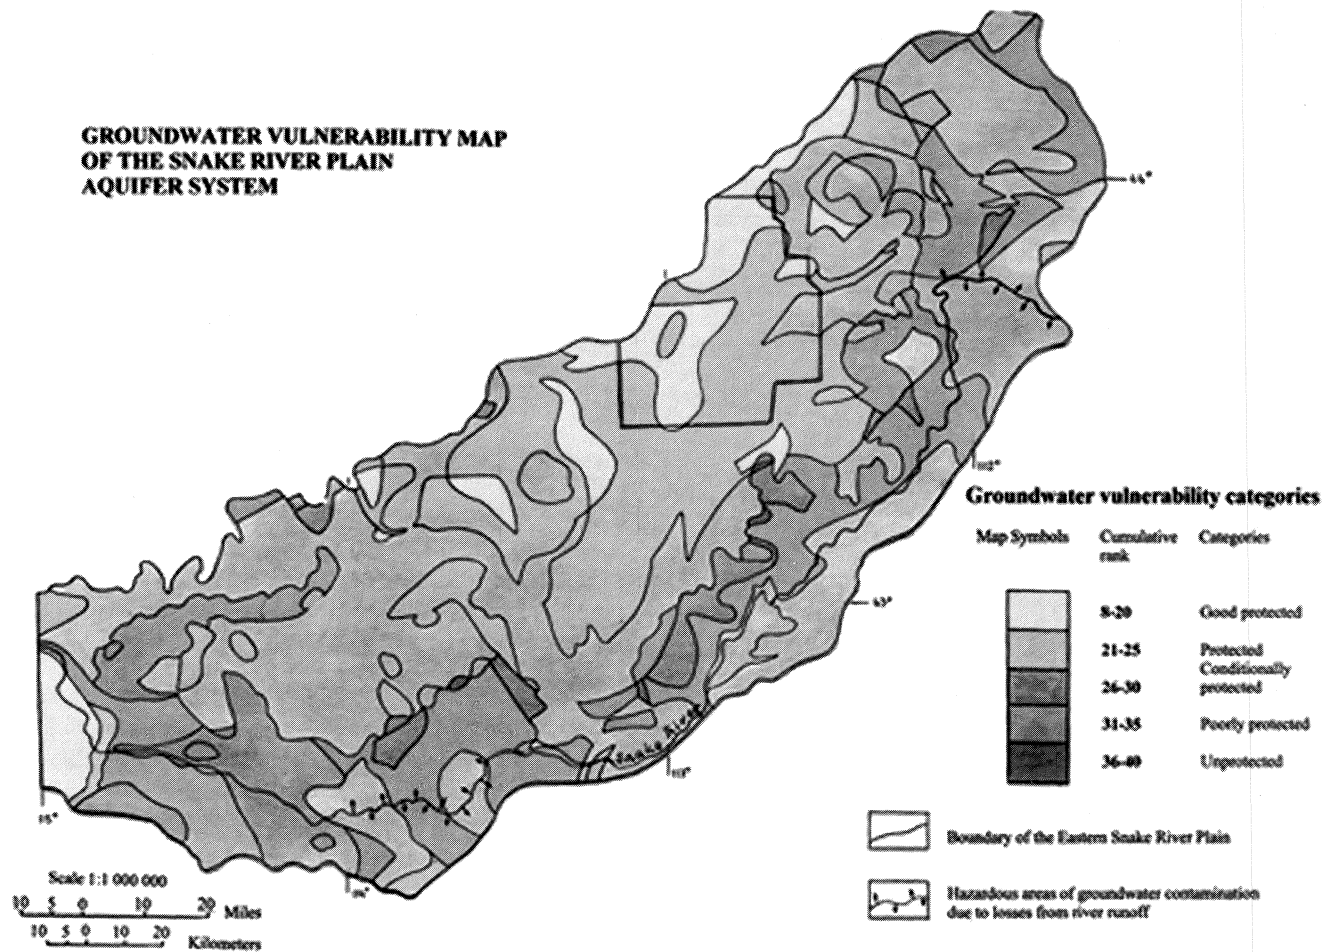 GROUNDWATER VULNERABILITY MAP
OF THE SNAKE RIVER PLAIN
AQUIFER SYSTEM
44°
112°
43°
113°
Snake River
Groundwater vulnerability categories
Map Symbols Cumulative rank Categories
8-20 Good protected
21-25 Protected
26-30 Conditionally protected
31-35 Poorly protected
36-40 Unprotected
Boundary of the Eastern Snake River Plain
Hazardous areas of groundwater contamination
due to losses from river runoff
Scale 1:1 000 000
10 5 0 10 20 Miles
10 5 0 10 20 Kilometers